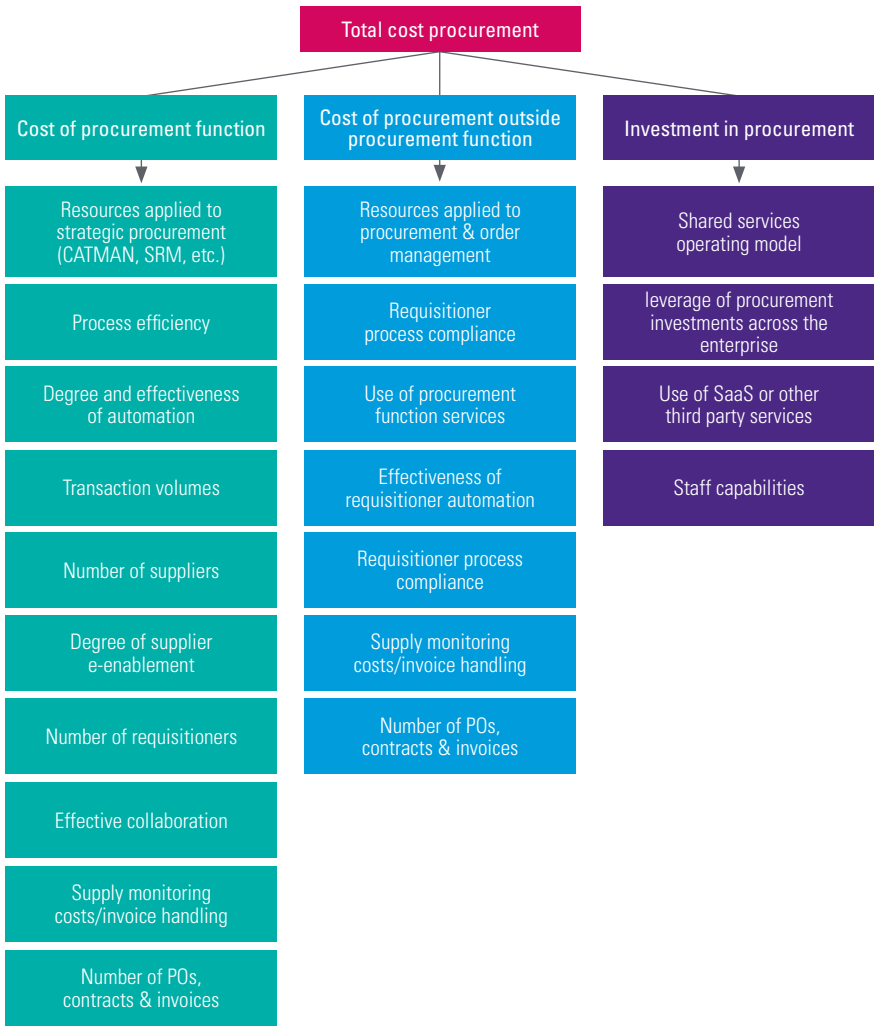 Total cost procurement
Cost of procurement function
Resources applied to
strategic procurement
(CATMAN, SRM, etc.)
Process efficiency
Degree and effectiveness
of automation
Transaction volumes
Number of suppliers
Degree of supplier
e-enablement
Number of requisitioners
Effective collaboration
Supply monitoring
costs/invoice handling
Number of POs,
contracts & invoices
Cost of procurement outside
procurement function
Resources applied to
procurement & order
management
Requisitioner
process compliance
Use of procurement
function services
Effectiveness of
requisitioner automation
Requisitioner process
compliance
Supply monitoring
costs/invoice handling
Number of POs,
contracts & invoices
Investment in procurement
Shared services
operating model
leverage of procurement
investments across the
enterprise
Use of SaaS or other
third party services
Staff capabilities